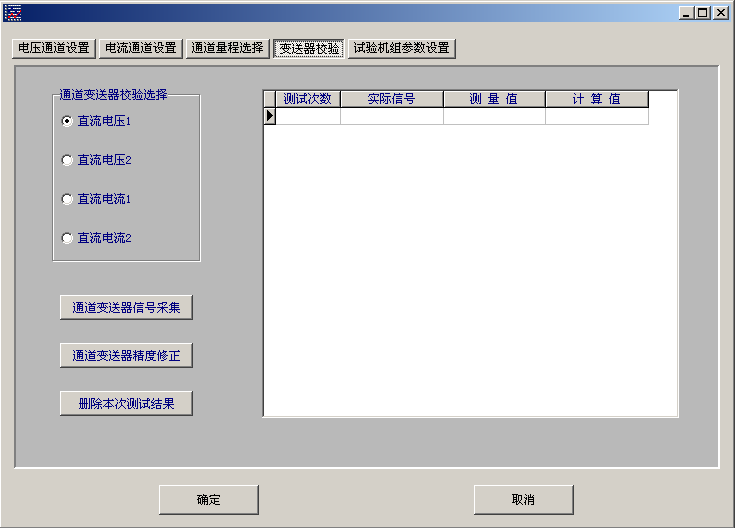 电压通道设置 电流通道设置 通道量程选择 变送器校验 试验机组参数设置
通道变送器校验选择
直流电压1
直流电压2
直流电流1
直流电流2
通道变送器信号采集
通道变送器精度修正
删除本次测试结果
测试次数 实际信号 测 量 值 计 算 值
确定 取消